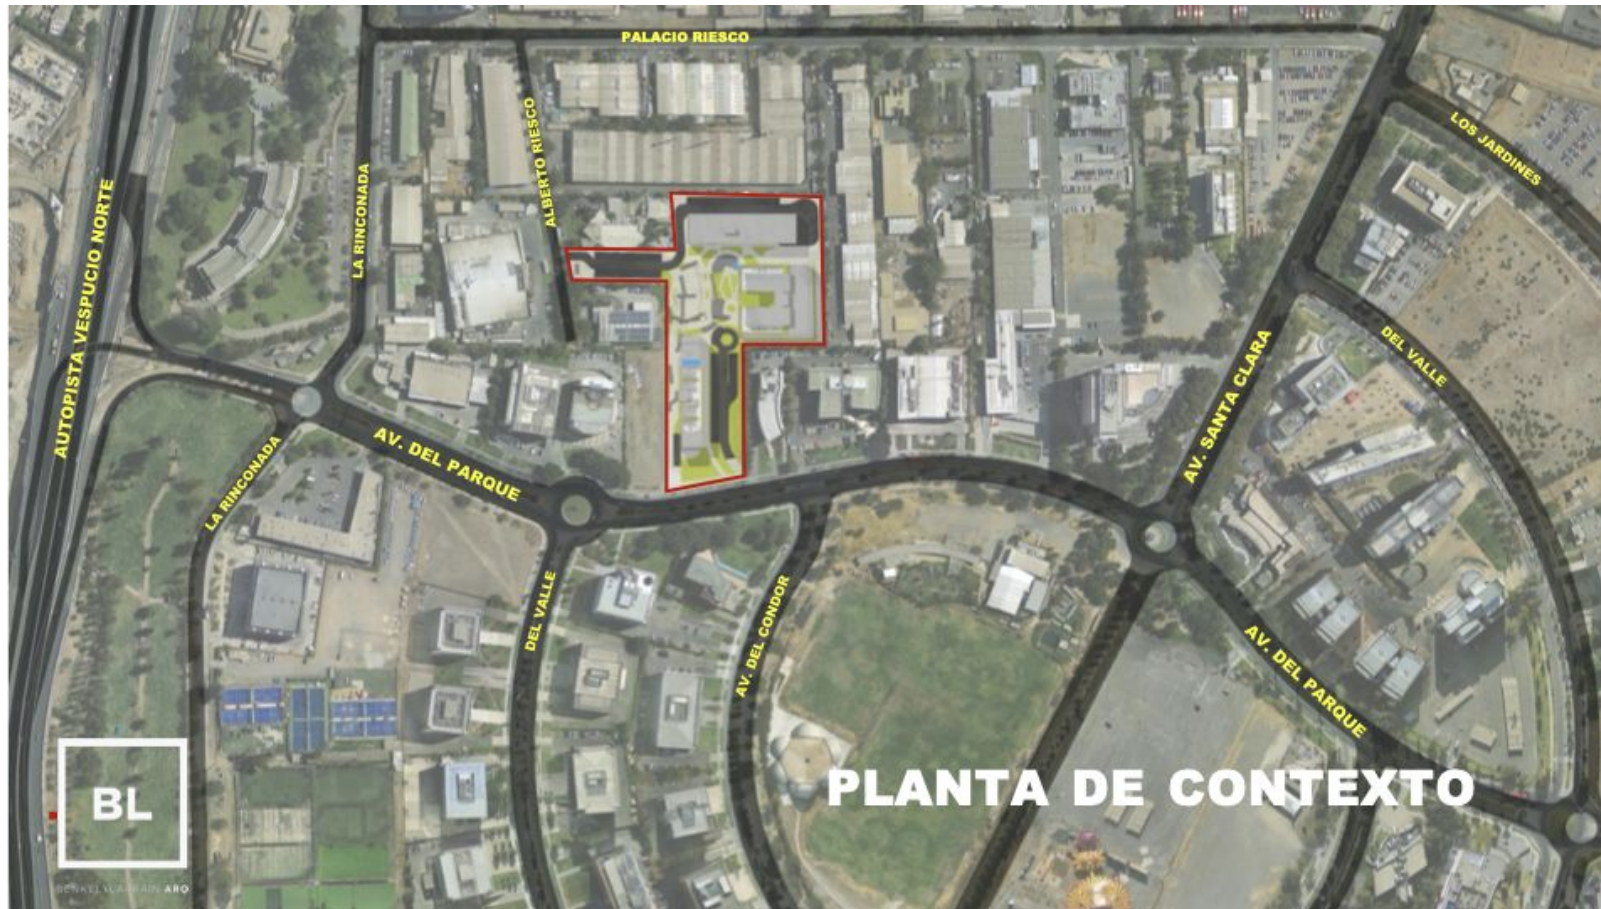 PALACIO RIESCO
ALBERTO RIESCO
LOS JARDINES
LA RINCONADA
AUTOPISTA VESPUCIO NORTE
DEL VALLE
AV. SANTA CLARA
AV. DEL PARQUE
LA RINCONADA
DEL VALLE
AV. DEL CONDOR
AV. DEL PARQUE
PLANTA DE CONTEXTO
BL
ARQ